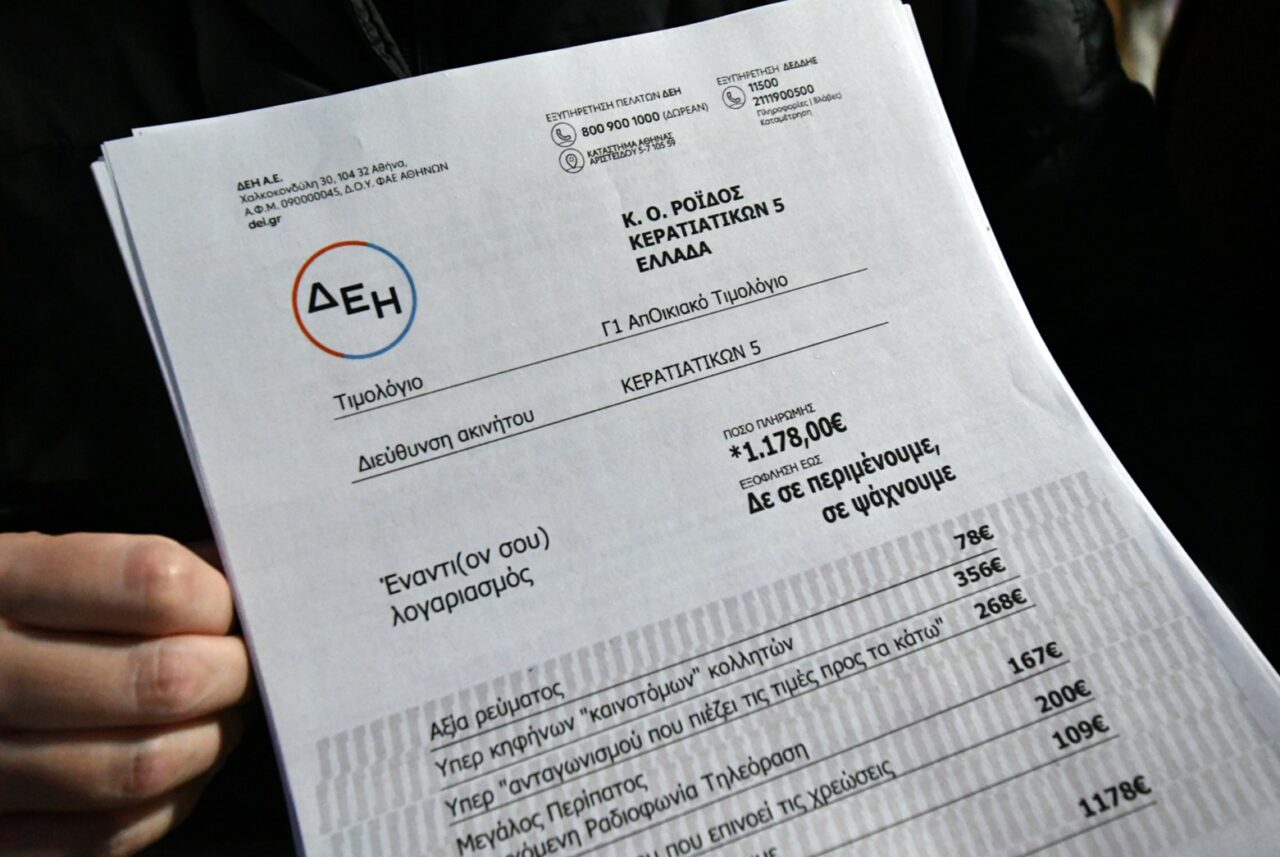 ΔΕΗ Α.Ε.
Χαλκοκονδύλη 30, 104 32 Αθήνα,
Α.Φ.Μ. 090000045, Δ.Ο.Υ. ΦΑΕ ΑΘΗΝΩΝ
dei.gr
ΕΞΥΠΗΡΕΤΗΣΗ ΠΕΛΑΤΩΝ ΔΕΗ
800 900 1000 (ΔΩΡΕΑΝ)
ΚΑΤΑΣΤΗΜΑ ΑΘΗΝΑΣ
ΑΡΙΣΤΕΙΔΟΥ 5-7 105 59
ΕΞΥΠΗΡΕΤΗΣΗ ΔΕΔΔΗΕ
11500
2111900500
Πληροφορίες | Βλάβες|
Καταμέτρηση
Κ. Ο. ΡΟΪΔΟΣ
ΚΕΡΑΤΙΑΤΙΚΩΝ 5
ΕΛΛΑΔΑ
ΔΕΗ
Τιμολόγιο Γ1 ΑπΟικιακό Τιμολόγιο
Διεύθυνση ακινήτου ΚΕΡΑΤΙΑΤΙΚΩΝ 5
ΠΟΣΟ ΠΛΗΡΩΜΗΣ
*1.178,00€
ΕΞΟΦΛΗΣΗ ΕΩΣ
Δε σε περιμένουμε,
σε ψάχνουμε
Έναντι(ον σου)
λογαριασμός
Αξία ρεύματος 78€
Υπερ κηφήνων "καινοτόμων" κολλητών 356€
Υπερ "ανταγωνισμού που πιέζει τις τιμές προς τα κάτω" 268€
Μεγάλος Περίπατος 167€
Ραδιοφωνία Τηλεόραση 200€
που επινοεί τις χρεώσεις 109€
1178€